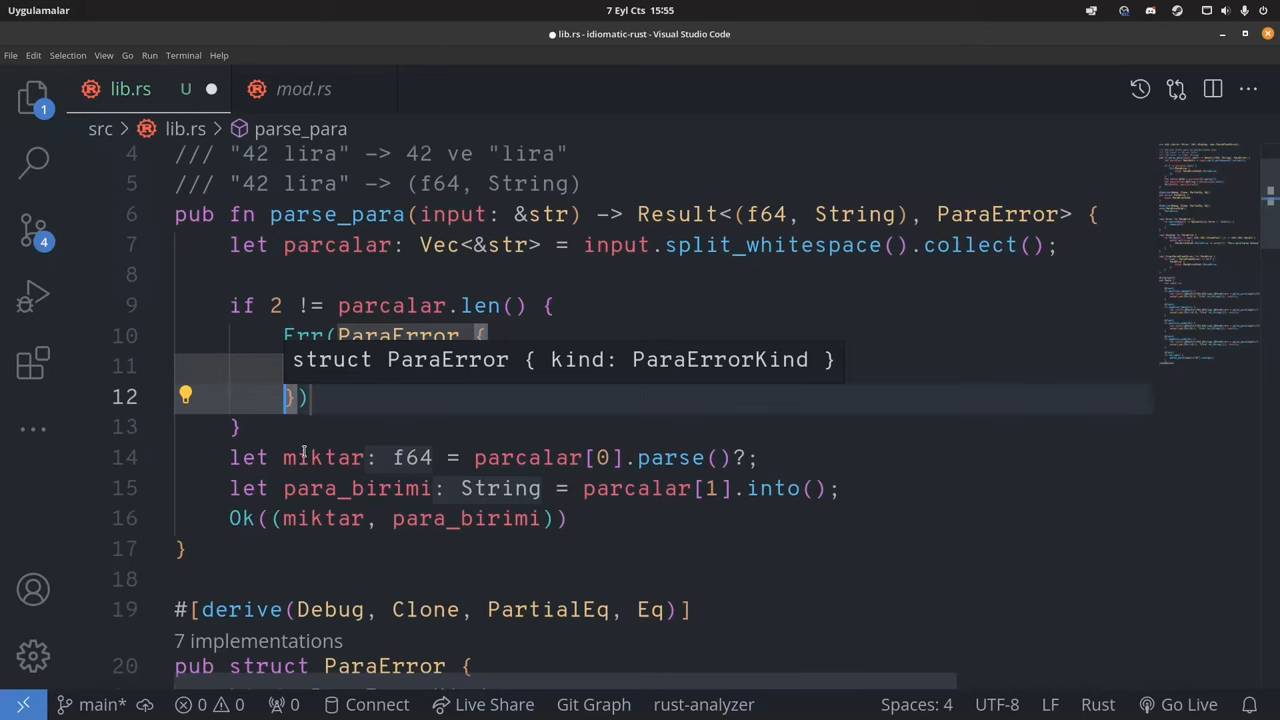 Uygulamalar
7 Eyl Cts 15:55
lib.rs - idiomatic-rust - Visual Studio Code
File Edit Selection View Go Run Terminal Help
1
lib.rs U
mod.rs
src > lib.rs > parse_para
4 /// "42 lira" -> 42 ve "lira"
5 /// "42 lira" -> (f64, String)
6 pub fn parse_para(input: &str) -> Result<(f64, String) ParaError> {
7 let parcalar: Vec<&str> = input.split_whitespace() collect();
8
9 if 2 != parcalar.len() {
10 Err(ParaError {
11
struct ParaError { kind: ParaErrorKind }
12 })
13 }
14 let miktar: f64 = parcalar[0].parse()?;
15 let para_birimi: String = parcalar[1].into();
16 Ok((miktar, para_birimi))
17 }
18
19 #[derive(Debug, Clone, PartialEq, Eq)]
7 implementations
20 pub struct ParaError {
4
main* 0 0 0 Connect Live Share Git Graph rust-analyzer Spaces: 4 UTF-8 LF Rust Go Live